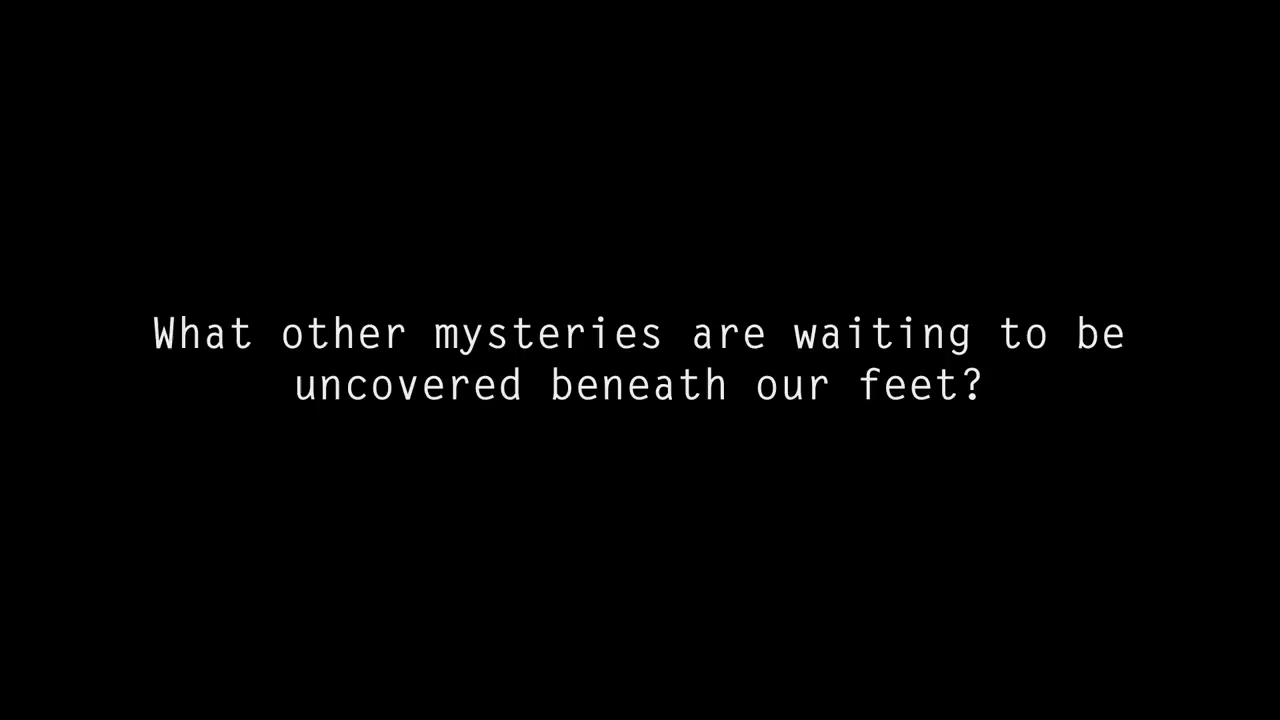 What other mysteries are waiting to be
uncovered beneath our feet?